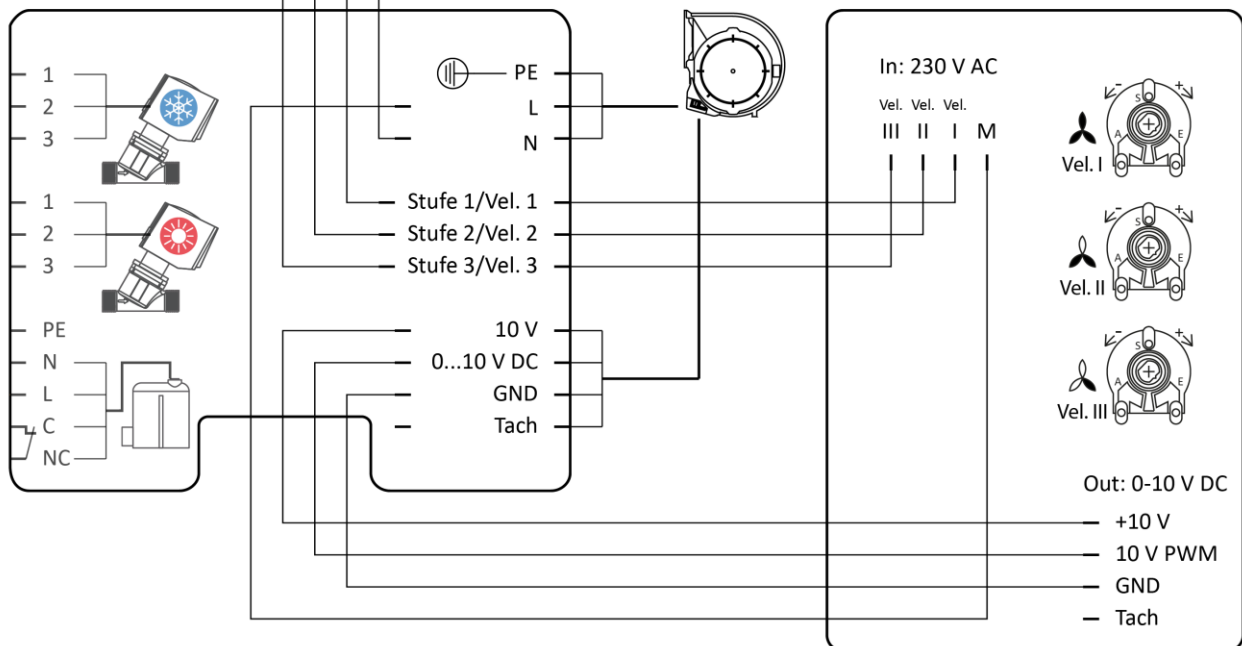 1
2
3
1
2
3
PE
N
L
C
NC
PE
L
N
Stufe 1/Vel. 1
Stufe 2/Vel. 2
Stufe 3/Vel. 3
10 V
0...10 V DC
GND
Tach
In: 230 V AC
Vel. Vel. Vel.
III II I M
- +
S
A E
Vel. I
- +
S
A E
Vel. II
- +
S
A E
Vel. III
Out: 0-10 V DC
+10 V
10 V PWM
GND
Tach